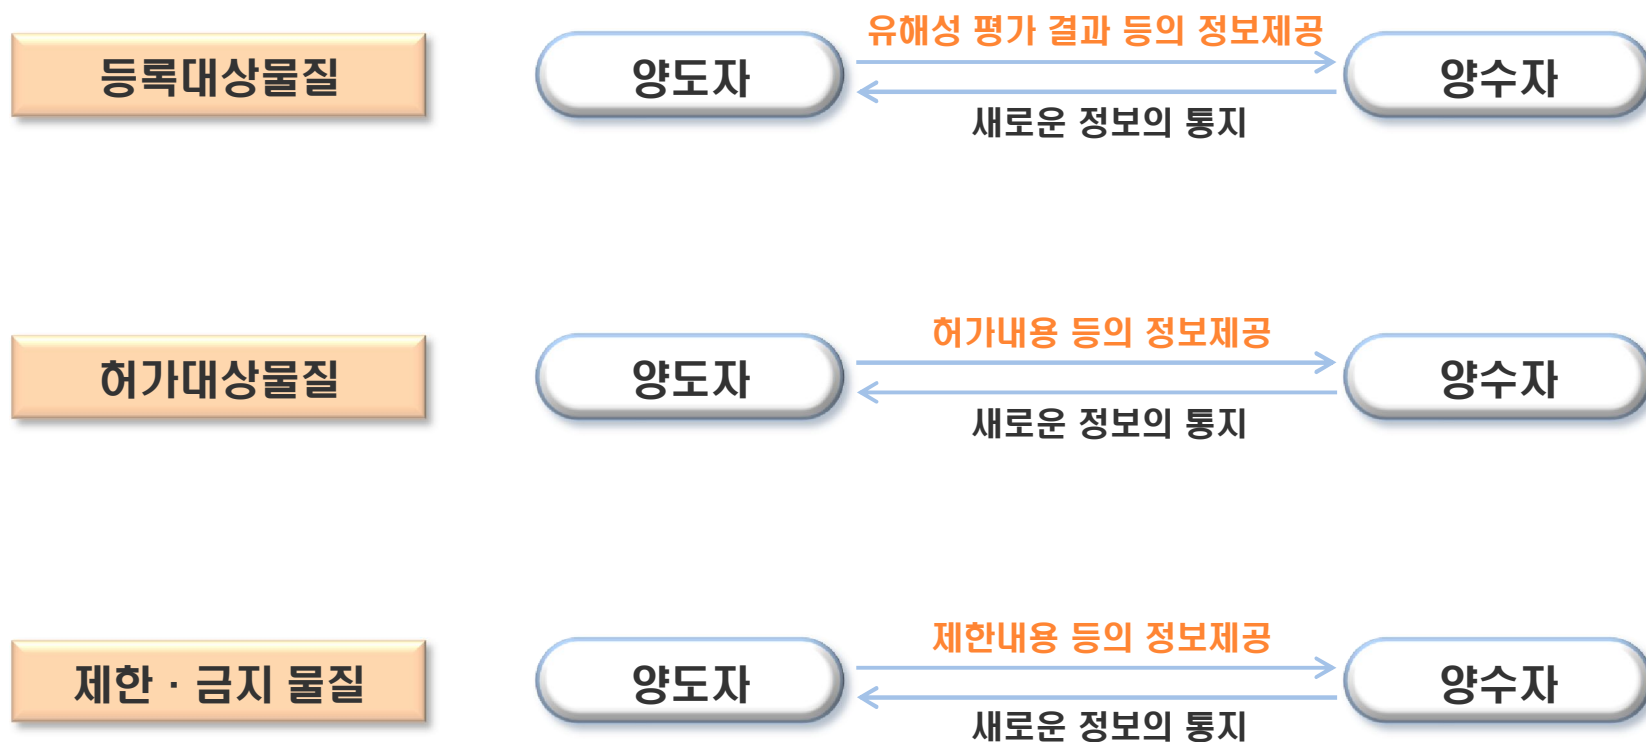 유해성 평가 결과 등의 정보제공
등록대상물질
양도자
양수자
새로운 정보의 통지
허가내용 등의 정보제공
허가대상물질
양도자
양수자
새로운 정보의 통지
제한내용 등의 정보제공
제한 · 금지 물질
양도자
양수자
새로운 정보의 통지